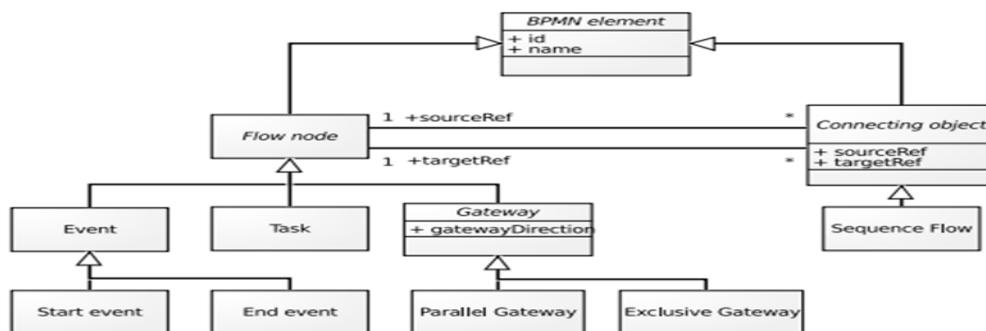 BPMN element
+ id
+ name
1 +sourceRef *
Flow node
Connecting object
1 +targetRef *
+ sourceRef
+ targetRef
Event
Task
Gateway
+ gatewayDirection
Sequence Flow
Start event
End event
Parallel Gateway
Exclusive Gateway